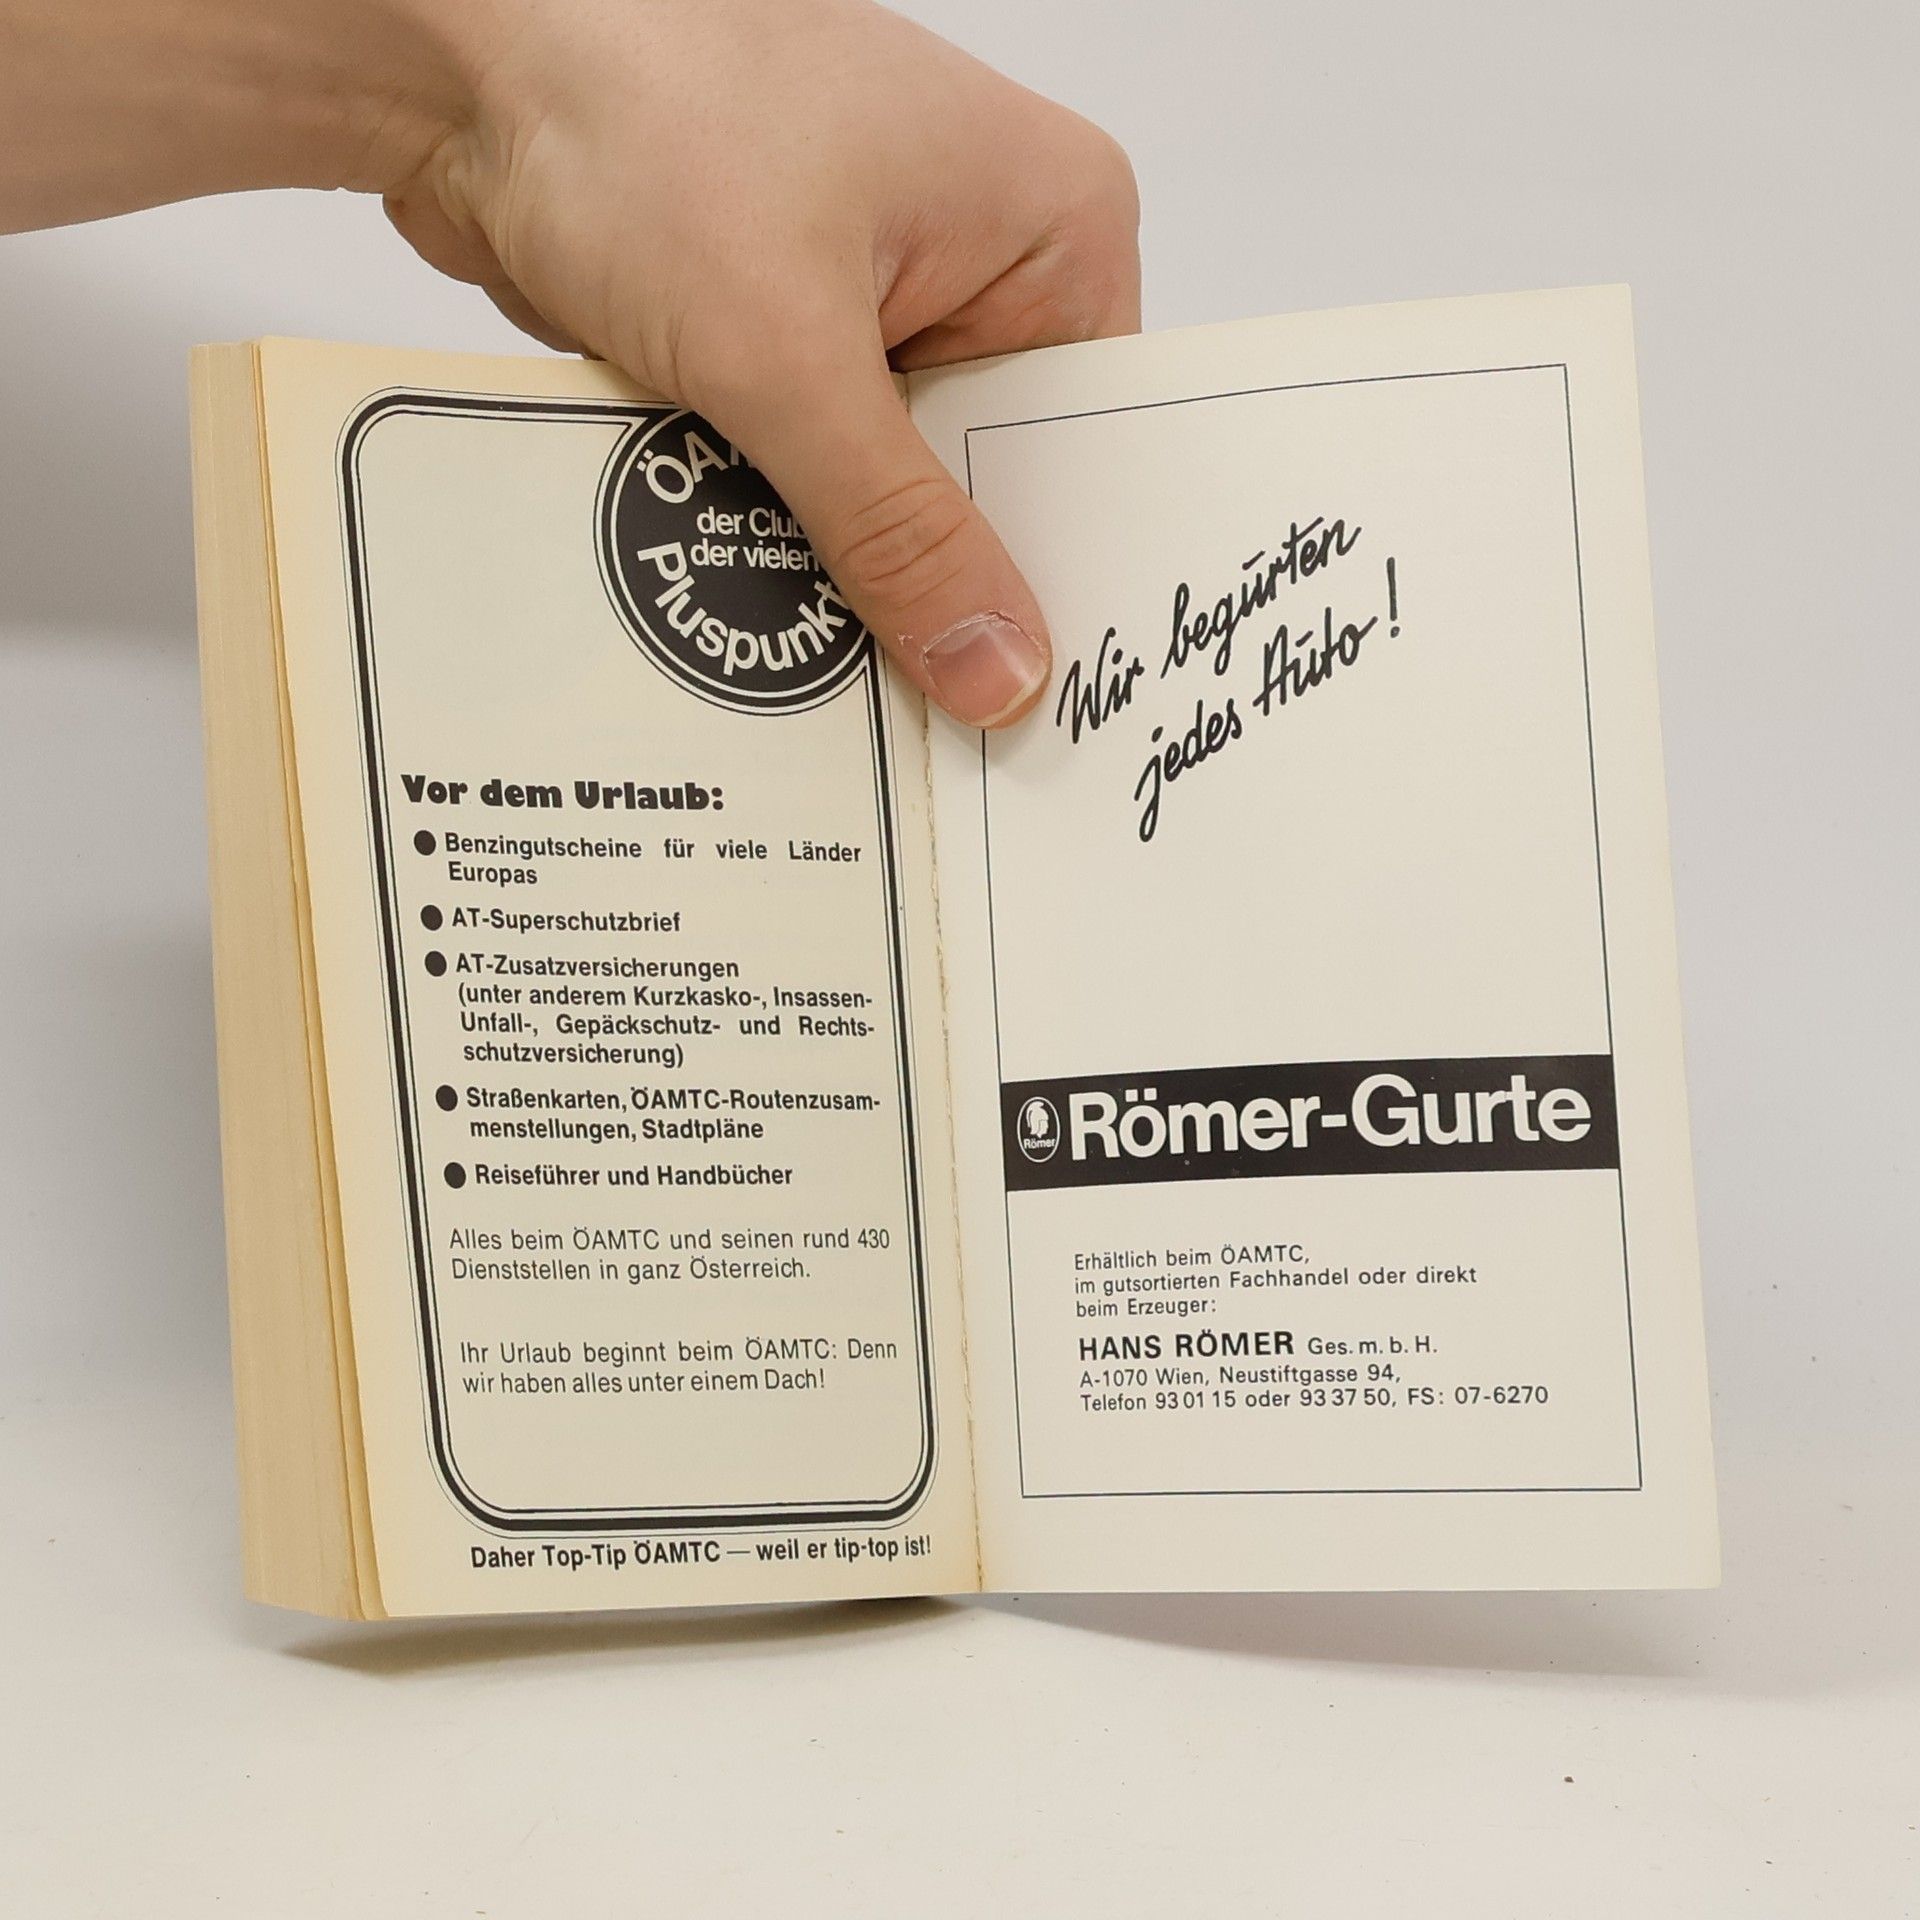 der
der vielen
Vor dem Urlaub:
● Benzingutscheine für viele Länder
Europas
● AT-Superschutzbrief
● AT-Zusatzversicherungen
(unter anderem Kurzkasko-, Insassen-
Unfall-, Gepäckschutz- und Rechts-
schutzversicherung)
● Straßenkarten, ÖAMTC-Routenzusam-
menstellungen, Stadtpläne
● Reiseführer und Handbücher
Alles beim ÖAMTC und seinen rund 430
Dienststellen in ganz Österreich.
Ihr Urlaub beginnt beim ÖAMTC: Denn
wir haben alles unter einem Dach!
Daher Top-Tip ÖAMTC — weil er tip-top ist!
Wir begurten
jedes Auto!
Römer
Römer-Gurte
Erhältlich beim ÖAMTC,
im gutsortierten Fachhandel oder direkt
beim Erzeuger:
HANS RÖMER Ges. m. b. H.
A-1070 Wien, Neustiftgasse 94,
Telefon 93 01 15 oder 93 37 50, FS: 07-6270